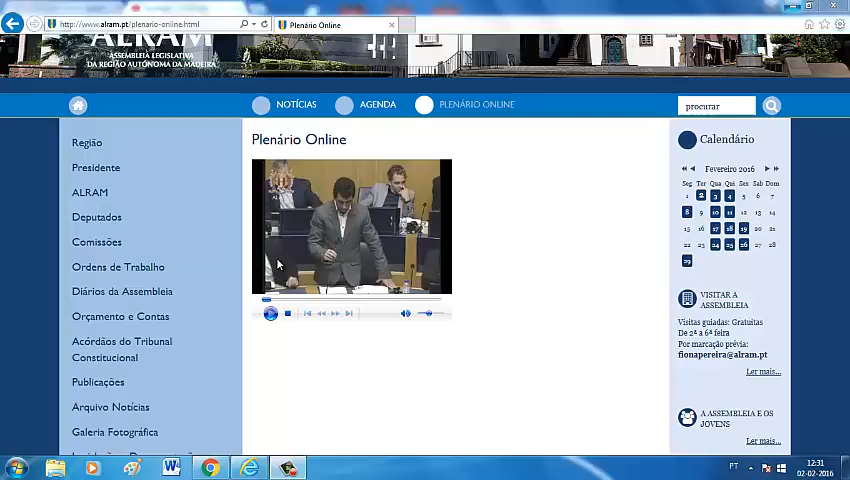 http://www.alram.pt/plenario-online.html
Plenário Online
ALRAM
ASSEMBLEIA LEGISLATIVA
DA REGIÃO AUTÓNOMA DA MADEIRA
NOTÍCIAS
AGENDA
PLENÁRIO ONLINE
procurar
Região
Presidente
ALRAM
Deputados
Comissões
Ordens de Trabalho
Diários da Assembleia
Orçamento e Contas
Acórdãos do Tribunal
Constitucional
Publicações
Arquivo Notícias
Galeria Fotográfica
Plenário Online
Calendário
Fevereiro 2016
Seg Ter Qua Qui Sex Sab Dom
1 2 3 4 5 6 7
8 9 10 11 12 13 14
15 16 17 18 19 20 21
22 23 24 25 26 27 28
29
VISITAR A
ASSEMBLEIA
Visitas guiadas: Gratuitas
De 2ª a 6ª feira
Por marcação prévia:
fionapereira@alram.pt
Ler mais...
A ASSEMBLEIA E OS
JOVENS
Ler mais...
PT
12:31
02-02-2016